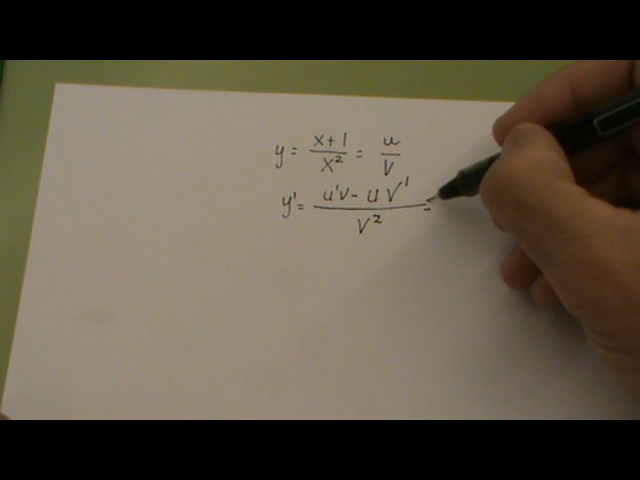 y = x+1 / x² = u / v
y' = u'v - uv' / v² =